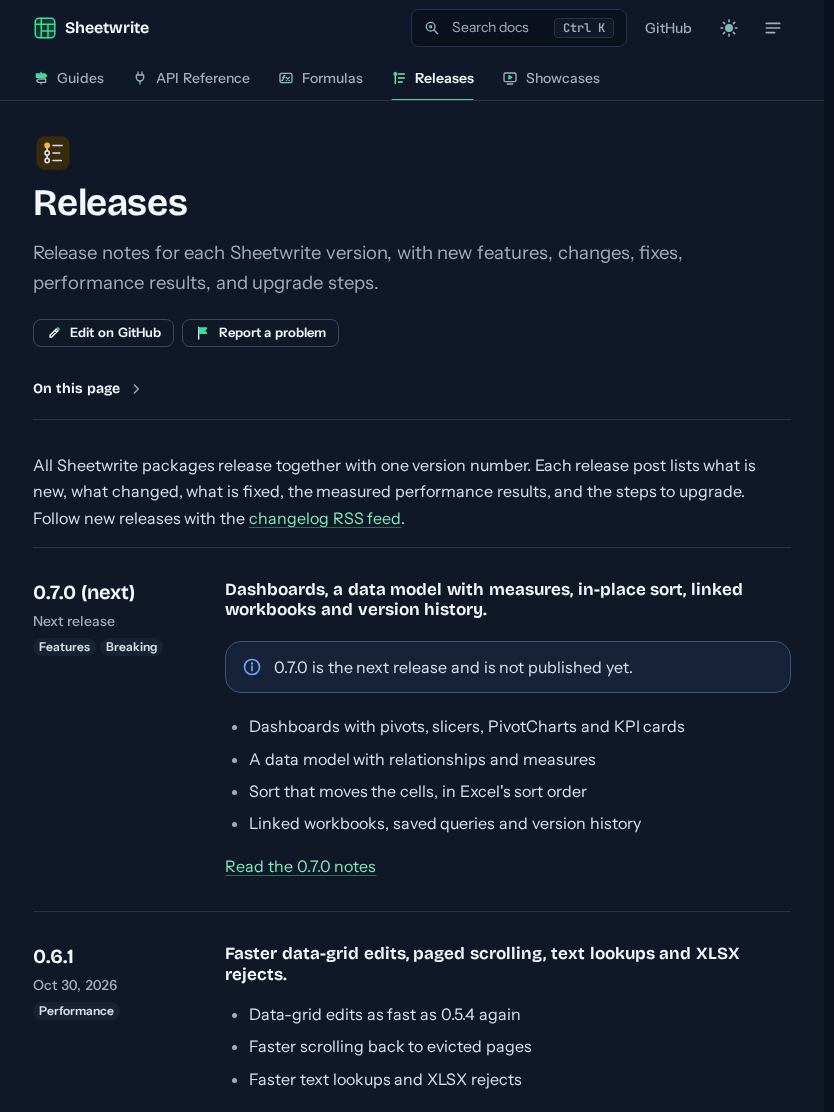 Sheetwrite
Search docs
Ctrl K
GitHub
Guides
API Reference
Formulas
Releases
Showcases
Releases
Release notes for each Sheetwrite version, with new features, changes, fixes,
performance results, and upgrade steps.
Edit on GitHub
Report a problem
On this page
All Sheetwrite packages release together with one version number. Each release post lists what is
new, what changed, what is fixed, the measured performance results, and the steps to upgrade.
Follow new releases with the changelog RSS feed.
0.7.0 (next)
Next release
Features
Breaking
Dashboards, a data model with measures, in-place sort, linked
workbooks and version history.
0.7.0 is the next release and is not published yet.
Dashboards with pivots, slicers, PivotCharts and KPI cards
A data model with relationships and measures
Sort that moves the cells, in Excel's sort order
Linked workbooks, saved queries and version history
Read the 0.7.0 notes
0.6.1
Oct 30, 2026
Performance
Faster data-grid edits, paged scrolling, text lookups and XLSX
rejects.
Data-grid edits as fast as 0.5.4 again
Faster scrolling back to evicted pages
Faster text lookups and XLSX rejects